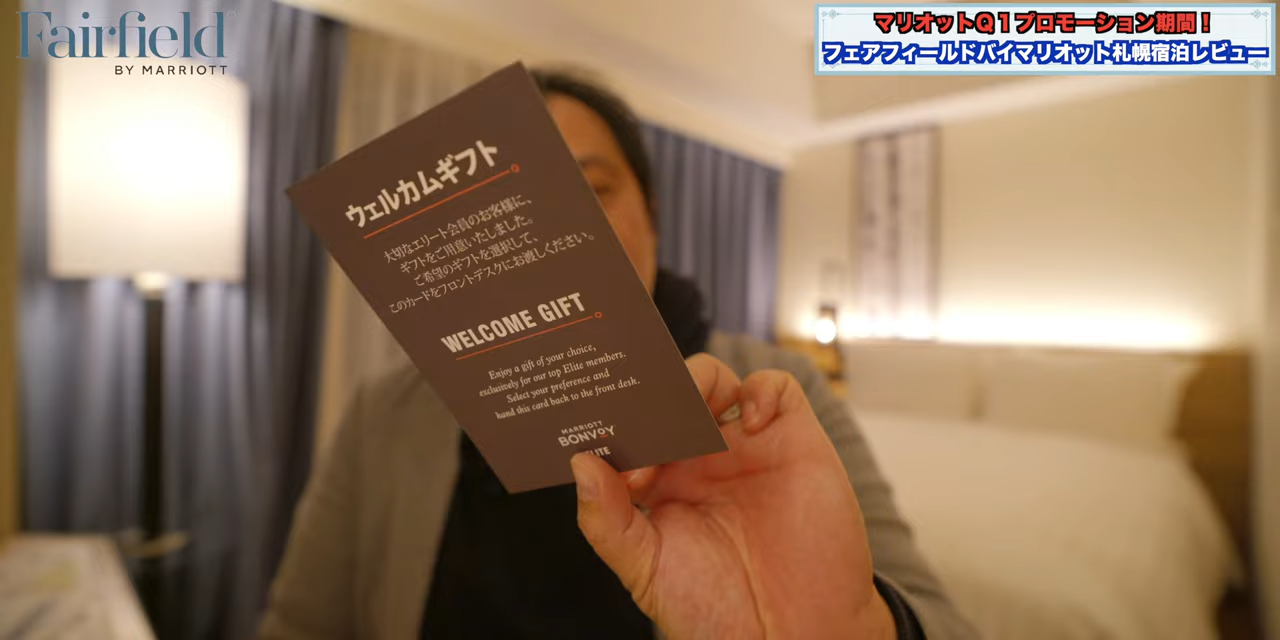 Fairfield
BY MARRIOTT
マリオットQ1プロモーション期間！
フェアフィールドバイマリオット札幌宿泊レビュー
ウェルカムギフト
大切なエリート会員のお客様に、
ギフトをご用意いたしました。
ご希望のギフトを選択して、
このカードをフロントデスクにお渡しください。
WELCOME GIFT
Enjoy a gift of your choice,
exclusively for our top Elite members.
Select your preference and
hand this card back to the front desk.
MARRIOTT
BONVOY